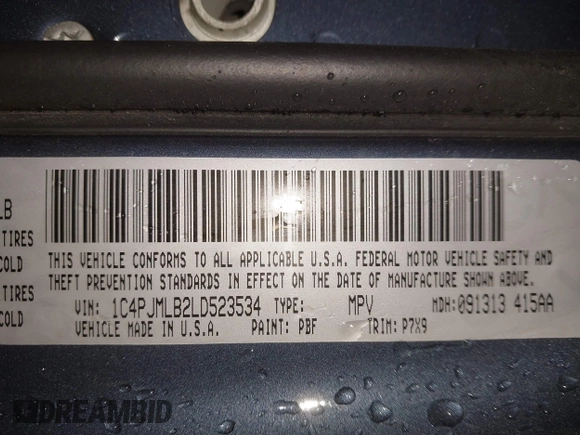 LB
TIRES
COLD
TIRES
COLD
THIS VEHICLE CONFORMS TO ALL APPLICABLE U.S.A. FEDERAL MOTOR VEHICLE SAFETY AND
THEFT PREVENTION STANDARDS IN EFFECT ON THE DATE OF MANUFACTURE SHOWN ABOVE.
VIN: 1C4PJMLB2LD523534 TYPE: MPV MDH: 091313 415AA
VEHICLE MADE IN U.S.A. PAINT: PBF TRIM: P7X9
DREAMBID